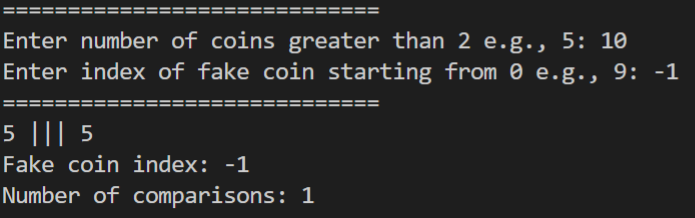 ==============================
Enter number of coins greater than 2 e.g., 5: 10
Enter index of fake coin starting from 0 e.g., 9: -1
==============================
5 ||| 5
Fake coin index: -1
Number of comparisons: 1